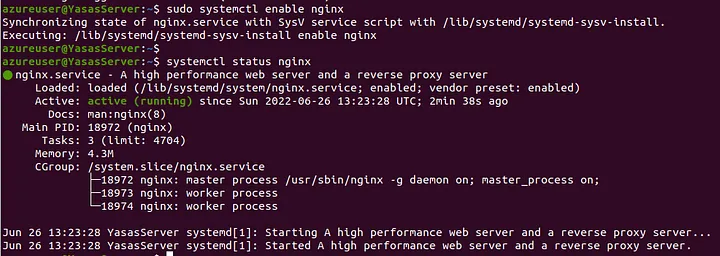 azureuser@YasasServer:~$ sudo systemctl enable nginx
Synchronizing state of nginx.service with SysV service script with /lib/systemd/systemd-sysv-install.
Executing: /lib/systemd/systemd-sysv-install enable nginx
azureuser@YasasServer:~$
azureuser@YasasServer:~$ systemctl status nginx
● nginx.service - A high performance web server and a reverse proxy server
Loaded: loaded (/lib/systemd/system/nginx.service; enabled; vendor preset: enabled)
Active: active (running) since Sun 2022-06-26 13:23:28 UTC; 2min 38s ago
Docs: man:nginx(8)
Main PID: 18972 (nginx)
Tasks: 3 (limit: 4704)
Memory: 4.3M
CGroup: /system.slice/nginx.service
├─18972 nginx: master process /usr/sbin/nginx -g daemon on; master_process on;
├─18973 nginx: worker process
└─18974 nginx: worker process
Jun 26 13:23:28 YasasServer systemd[1]: Starting A high performance web server and a reverse proxy server...
Jun 26 13:23:28 YasasServer systemd[1]: Started A high performance web server and a reverse proxy server.
azureuser@YasasServer:~$